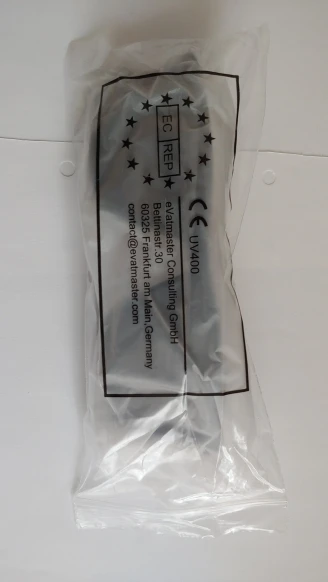 EC REP
CE UV400
eVatmaster Consulting GmbH
Bettinastr.30
60325 Frankfurt am Main,Germany
contact@evatmaster.com